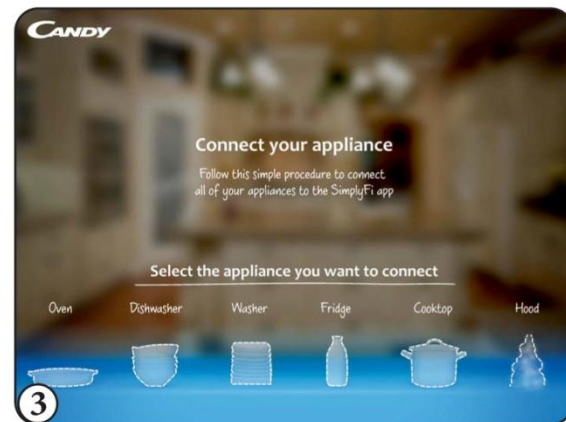 CANDY
Connect your appliance
Follow this simple procedure to connect
all of your appliances to the SimplyFi app
Select the appliance you want to connect
Oven Dishwasher Washer Fridge Cooktop Hood
3